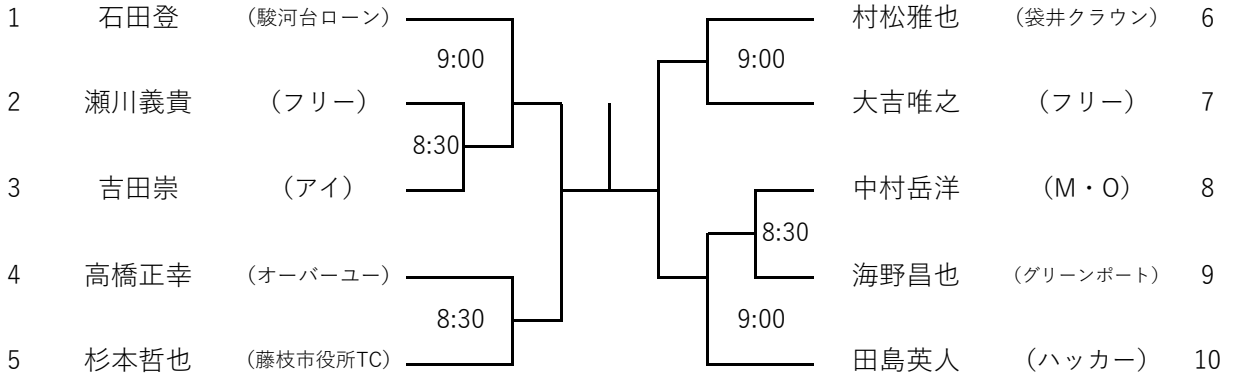 1 石田登 （駿河台ローン） 村松雅也 （袋井クラウン） 6
9:00 9:00
2 瀬川義貴 （フリー） 大吉唯之 （フリー） 7
8:30
3 吉田崇 （アイ） 中村岳洋 （M・O） 8
8:30
4 高橋正幸 （オーバーユー） 海野昌也 （グリーンポート） 9
8:30 9:00
5 杉本哲也 （藤枝市役所TC） 田島英人 （ハッカー） 10